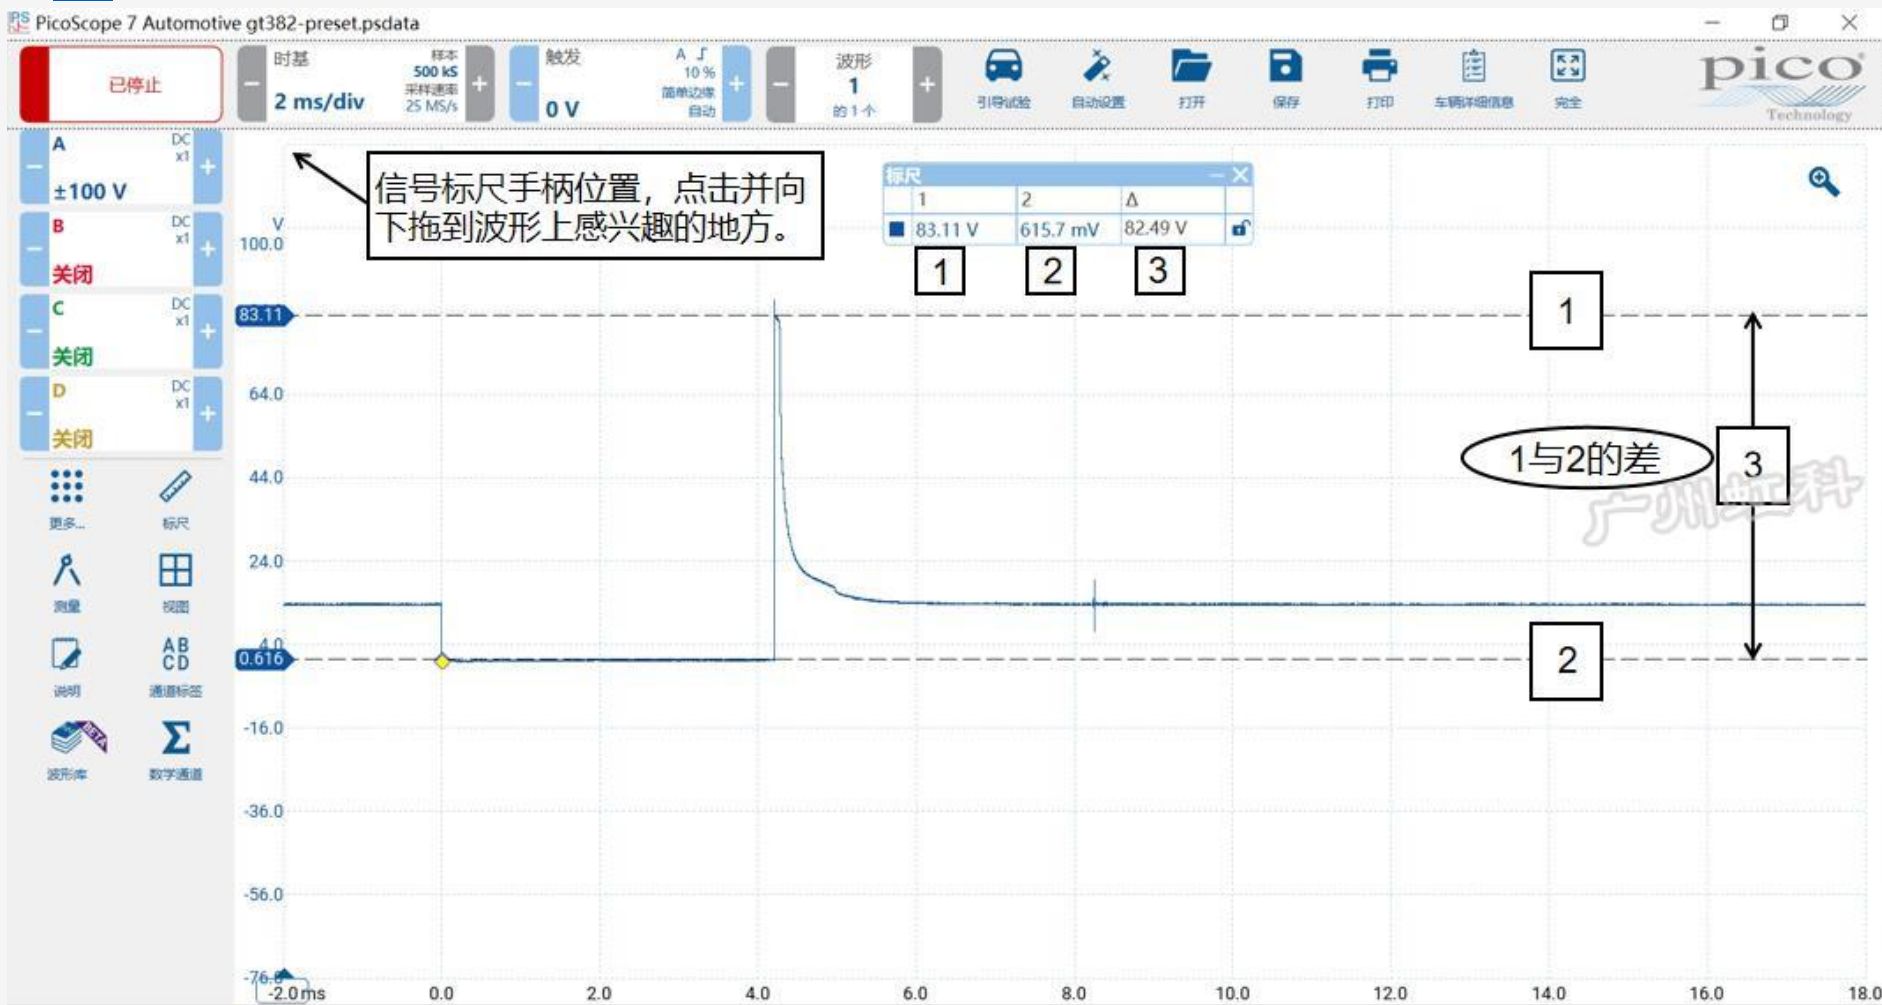 PicoScope 7 Automotive gt382-preset.psdata
已停止
时基
2 ms/div
样本
500 kS
采样速率
25 MS/s
触发
0 V
A
10 %
简单边缘
自动
波形
1
的 1 个
引导试验
自动设置
打开
保存
打印
车辆详细信息
完全
pico
Technology
A
DC
x1
±100 V
B
DC
x1
关闭
C
DC
x1
关闭
D
DC
x1
关闭
更多...
标尺
测量
视图
说明
AB
CD
通道标签
BETA
波形库
Σ
数学通道
信号标尺手柄位置，点击并向
下拖到波形上感兴趣的地方。
标尺
1 2 Δ
83.11 V 615.7 mV 82.49 V
1 2 3
V
100.0
83.11
64.0
44.0
24.0
4.0
0.616
-16.0
-36.0
-56.0
-76.0
1
1与2的差
3
广州虹科
2
-2.0 ms 0.0 2.0 4.0 6.0 8.0 10.0 12.0 14.0 16.0 18.0